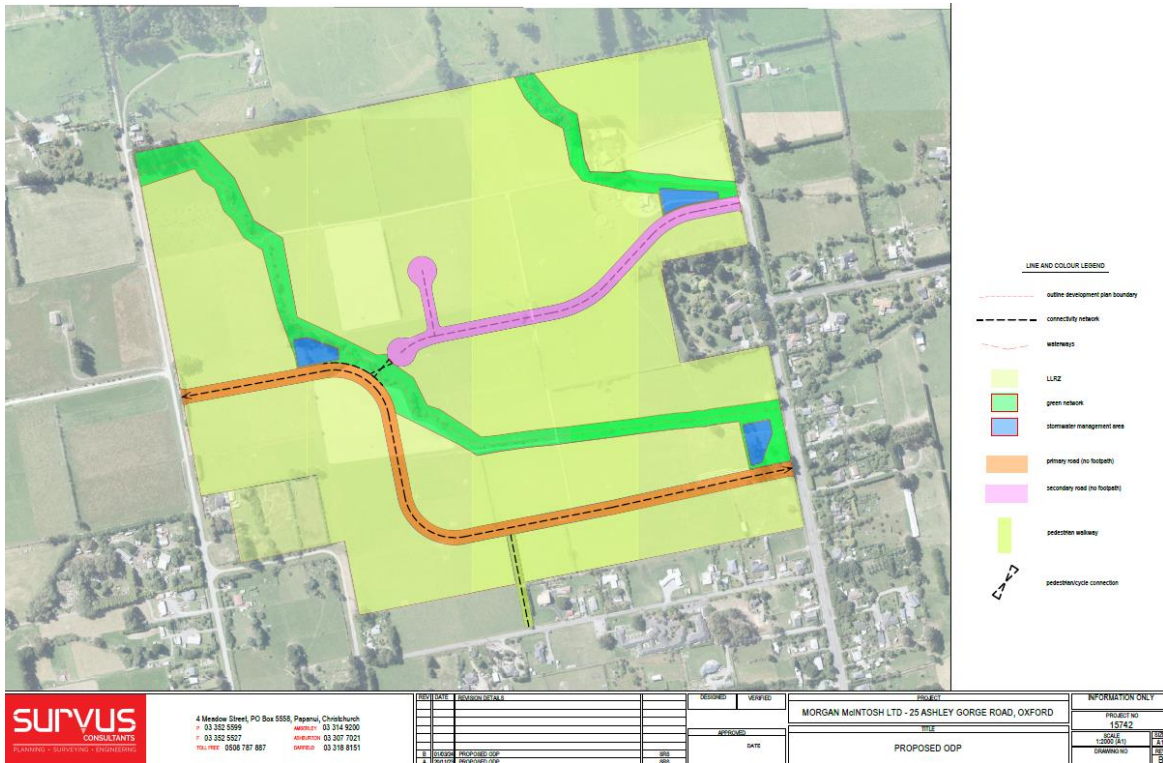 LINE AND COLOUR LEGEND
outline development plan boundary
connectivity network
waterways
LLRZ
green network
stormwater management area
primary road (no footpath)
secondary road (no footpath)
pedestrian walkway
pedestrian/cycle connection
survus
CONSULTANTS
PLANNING - SURVEYING - ENGINEERING
4 Meadow Street, PO Box 5558, Papanui, Christchurch
P 03 352 5599 AMBERLEY 03 314 9200
F 03 352 5527 ASHBURTON 03 307 7021
TOLL FREE 0508 787 887 DARFIELD 03 318 8151
REV DATE REVISION DETAILS
B PROPOSED ODP
A PROPOSED ODP
DESIGNED VERIFIED
APPROVED
DATE
PROJECT
MORGAN McINTOSH LTD - 25 ASHLEY GORGE ROAD, OXFORD
TITLE
PROPOSED ODP
INFORMATION ONLY
PROJECT NO
15742
SCALE
1:2000 (A1)
DRAWING NO
B